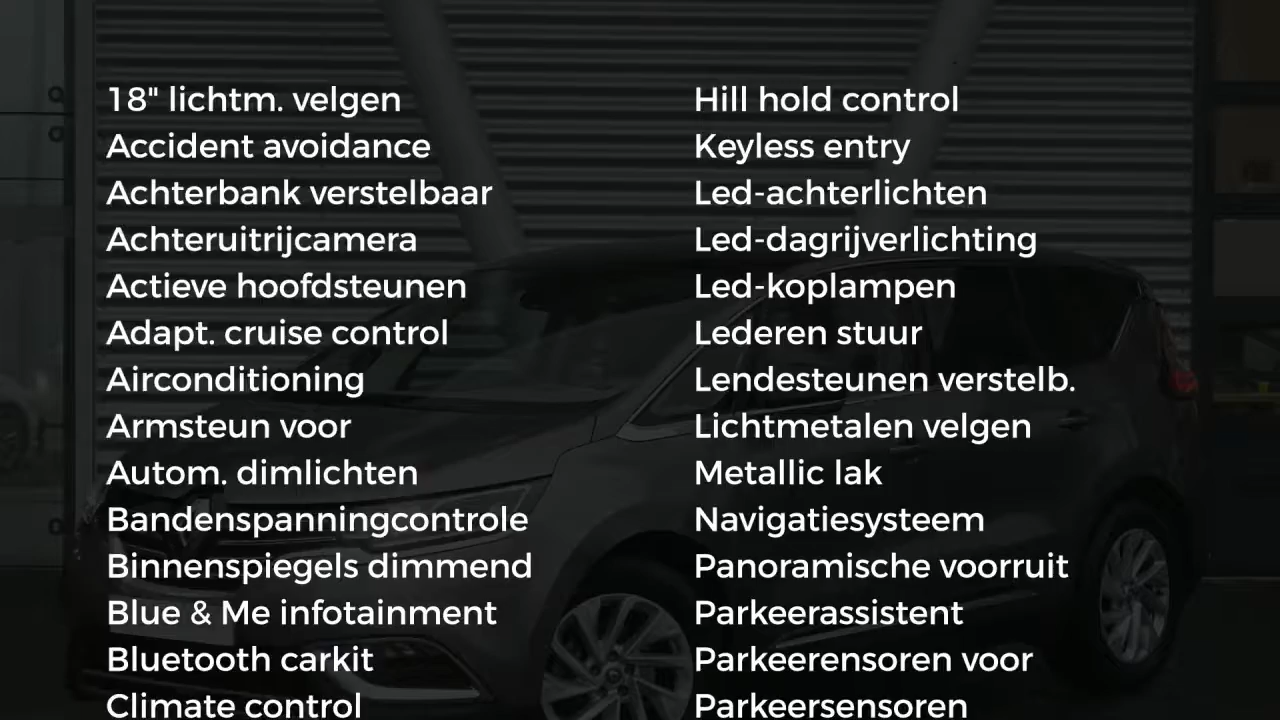 18" lichtm. velgen
Accident avoidance
Achterbank verstelbaar
Achteruitrijcamera
Actieve hoofdsteunen
Adapt. cruise control
Airconditioning
Armsteun voor
Autom. dimlichten
Bandenspanningcontrole
Binnenspiegels dimmend
Blue & Me infotainment
Bluetooth carkit
Climate control
Hill hold control
Keyless entry
Led-achterlichten
Led-dagrijverlichting
Led-koplampen
Lederen stuur
Lendesteunen verstelb.
Lichtmetalen velgen
Metallic lak
Navigatiesysteem
Panoramische voorruit
Parkeerassistent
Parkeerensoren voor
Parkeersensoren